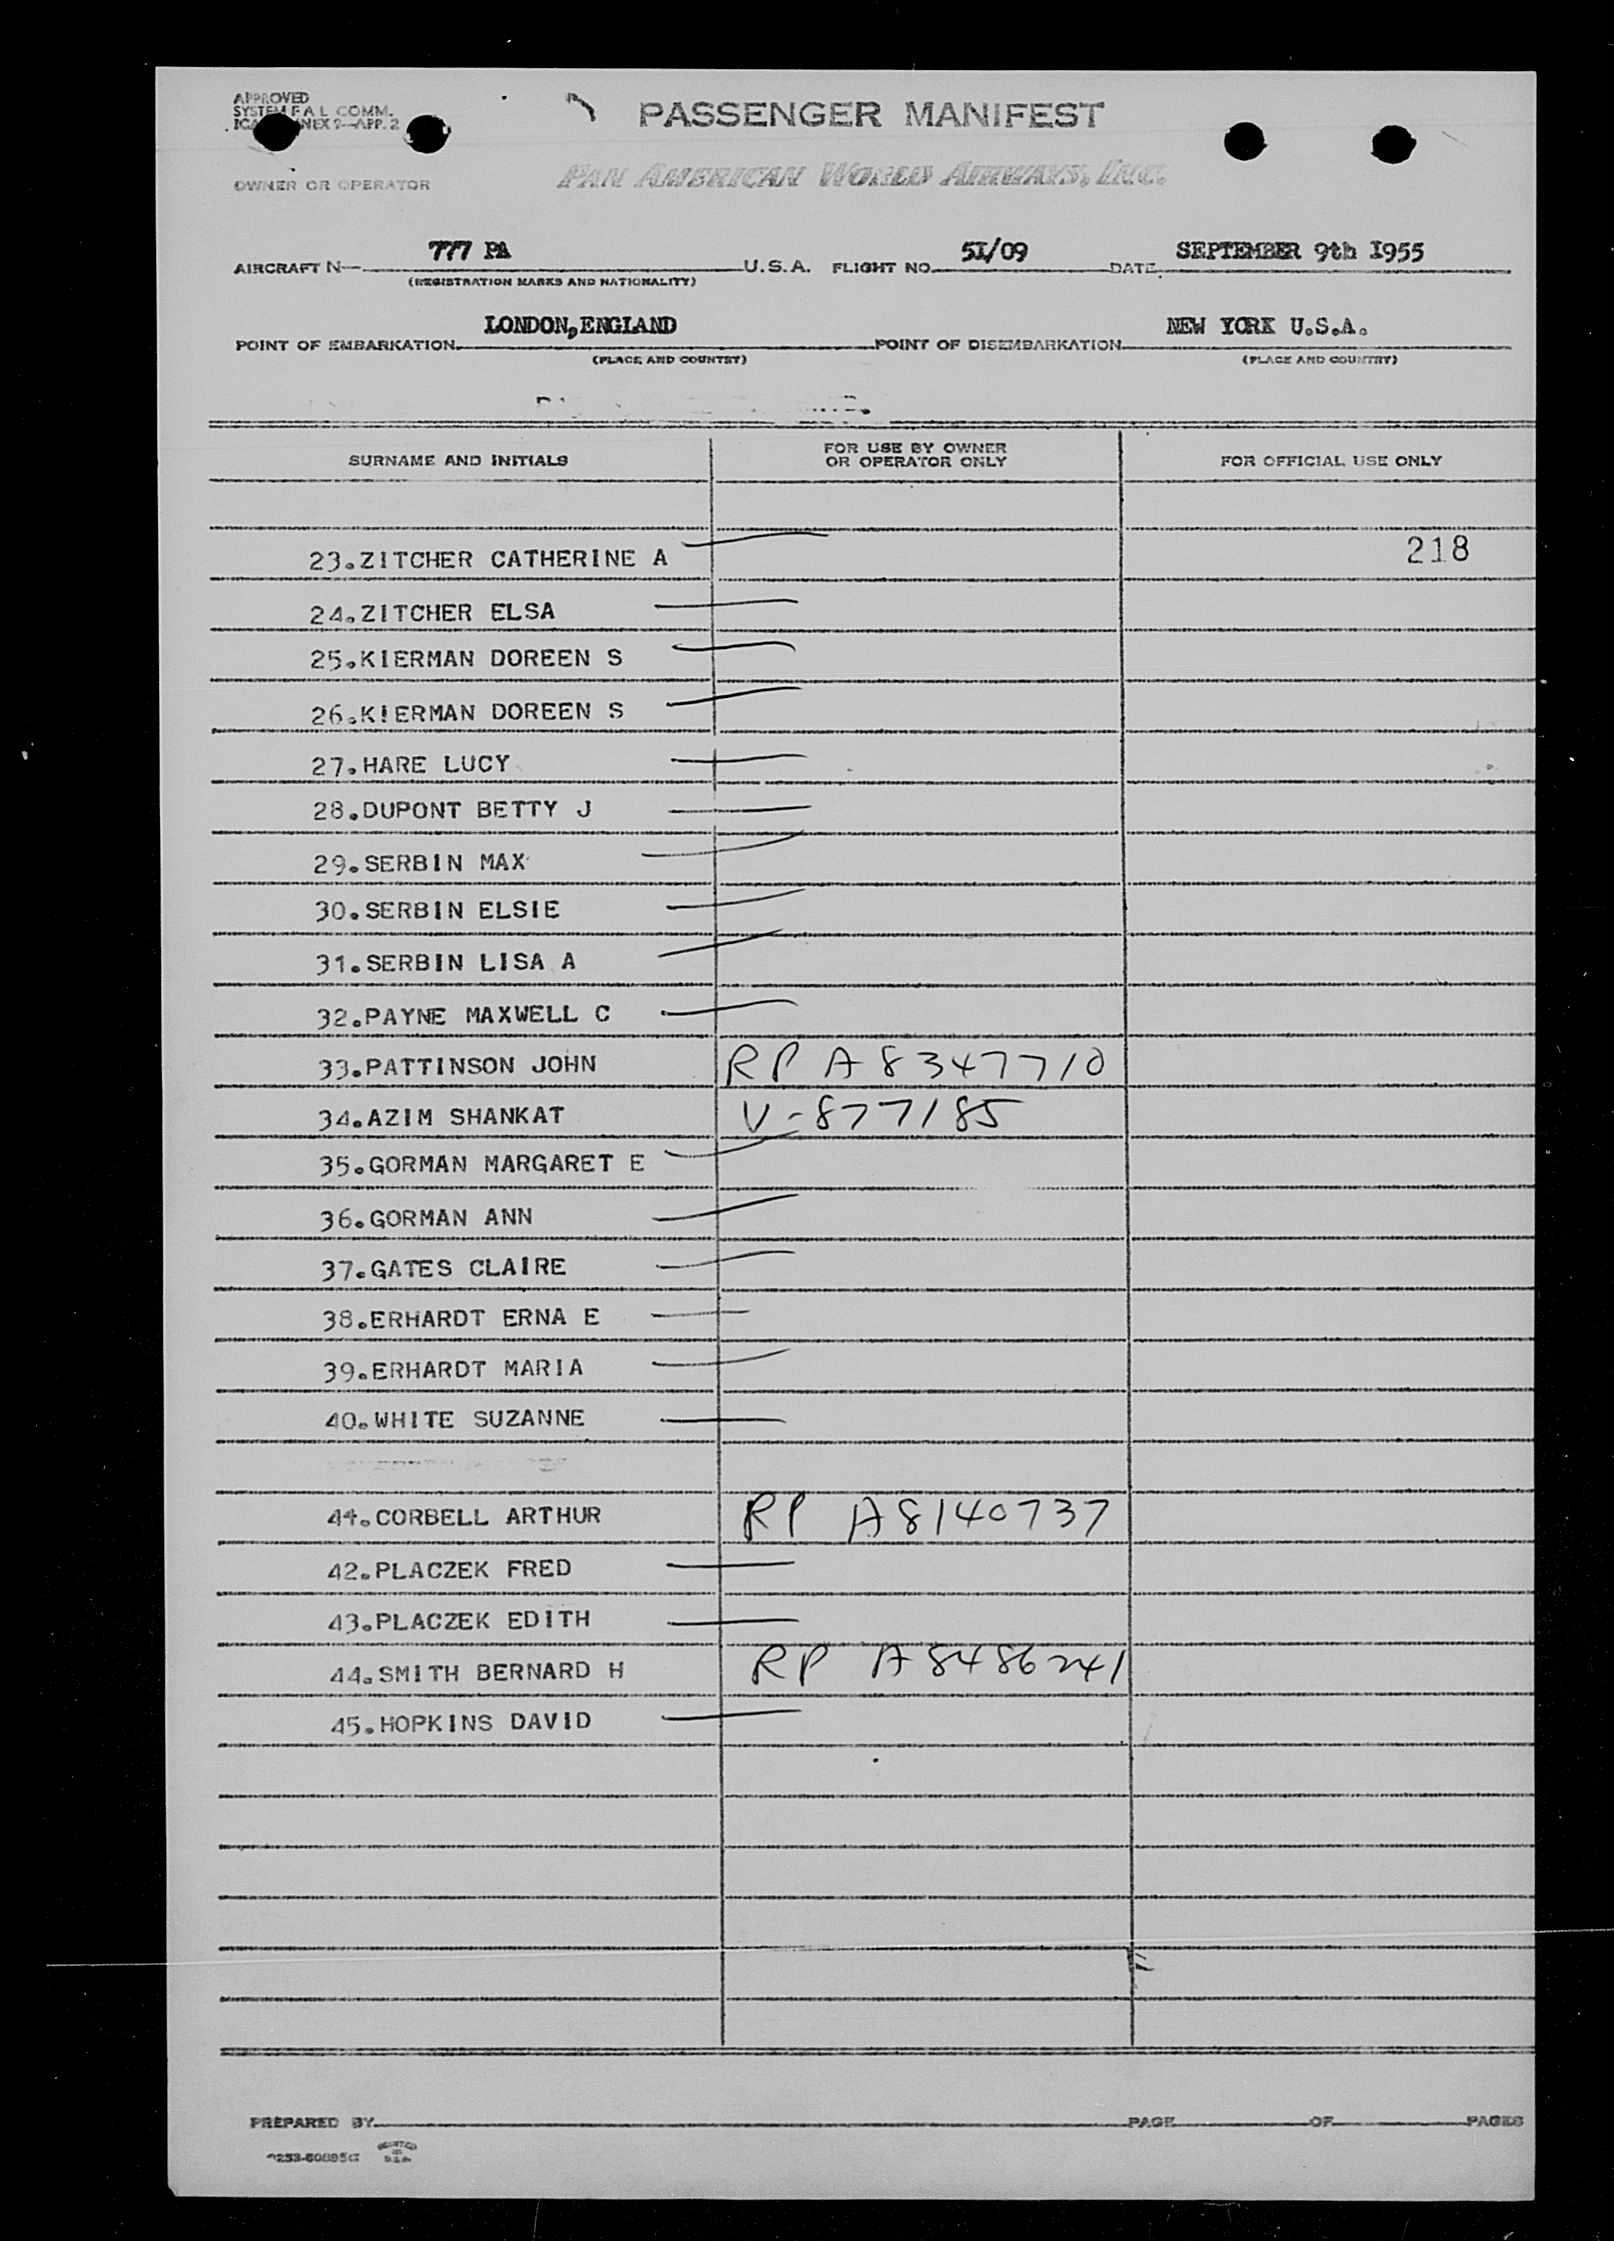 APPROVED
SYSTEM F A L COMM.
PASSENGER MANIFEST
OWNER OR OPERATOR PAN AMERICAN WORLD AIRWAYS, INC.
AIRCRAFT N— 777 PA U.S.A. FLIGHT NO. 5I/09 DATE SEPTEMBER 9th I955
(REGISTRATION MARKS AND NATIONALITY)
POINT OF EMBARKATION LONDON,ENGLAND POINT OF DISEMBARKATION NEW YORK U.S.A.
(PLACE AND COUNTRY) (PLACE AND COUNTRY)
SURNAME AND INITIALS FOR USE BY OWNER OR OPERATOR ONLY FOR OFFICIAL USE ONLY
23.ZITCHER CATHERINE A 218
24.ZITCHER ELSA
25.KIERMAN DOREEN S
26.KIERMAN DOREEN S
27.HARE LUCY
28.DUPONT BETTY J
29.SERBIN MAX
30.SERBIN ELSIE
31.SERBIN LISA A
32.PAYNE MAXWELL C
33.PATTINSON JOHN RP A8347710
34.AZIM SHANKAT V-877185
35.GORMAN MARGARET E
36.GORMAN ANN
37.GATES CLAIRE
38.ERHARDT ERNA E
39.ERHARDT MARIA
40.WHITE SUZANNE
41.CORBELL ARTHUR RP A8140737
42.PLACZEK FRED
43.PLACZEK EDITH
44.SMITH BERNARD H RP A8486241
45.HOPKINS DAVID
PREPARED BY PAGE OF PAGES